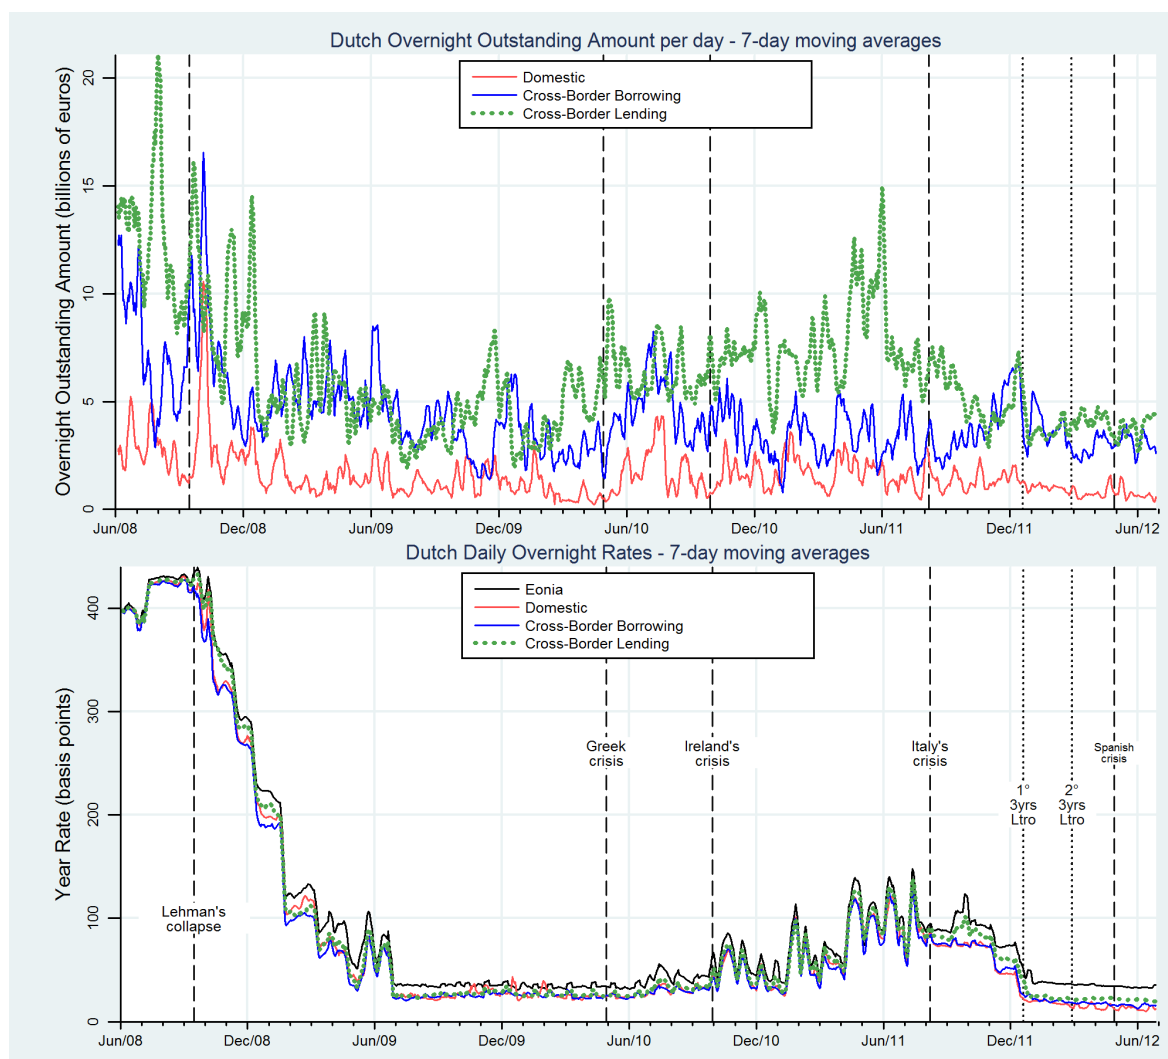 Dutch Overnight Outstanding Amount per day - 7-day moving averages
Overnight Outstanding Amount (billions of euros)
Domestic
Cross-Border Borrowing
Cross-Border Lending
20
15
10
5
0
Jun/08
Dec/08
Jun/09
Dec/09
Jun/10
Dec/10
Jun/11
Dec/11
Jun/12
Dutch Daily Overnight Rates - 7-day moving averages
Year Rate (basis points)
Eonia
Domestic
Cross-Border Borrowing
Cross-Border Lending
400
300
200
100
0
Lehman's
collapse
Greek
crisis
Ireland's
crisis
Italy's
crisis
1°
3yrs
Ltro
2°
3yrs
Ltro
Spanish
crisis
Jun/08
Dec/08
Jun/09
Dec/09
Jun/10
Dec/10
Jun/11
Dec/11
Jun/12